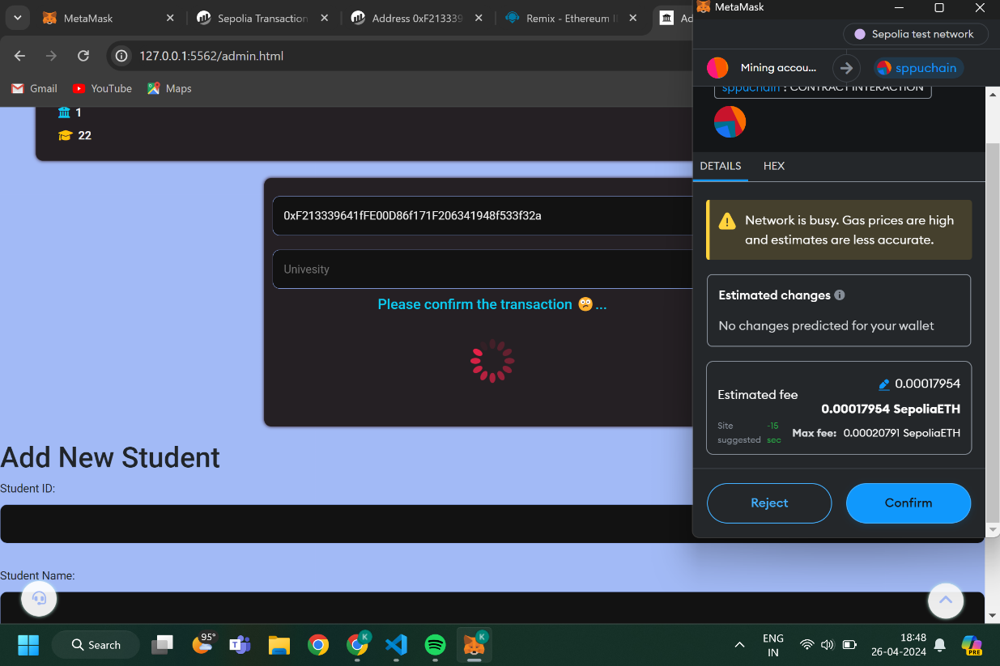 MetaMask
Sepolia Transaction
Address 0xF213339
Remix - Ethereum I
Ad
127.0.0.1:5562/admin.html
Gmail
YouTube
Maps
1
22
0xF213339641fFE00D86f171F206341948f533f32a
Univesity
Please confirm the transaction 😟...
Add New Student
Student ID:
Student Name:
MetaMask
Sepolia test network
Mining accou...
sppuchain
sppuchain : CONTRACT INTERACTION
DETAILS
HEX
Network is busy. Gas prices are high
and estimates are less accurate.
Estimated changes
No changes predicted for your wallet
Estimated fee
0.00017954
0.00017954 SepoliaETH
Site
suggested
~15
sec
Max fee: 0.00020791 SepoliaETH
Reject
Confirm
Search
95°
K
K
ENG
IN
18:48
26-04-2024
PRE